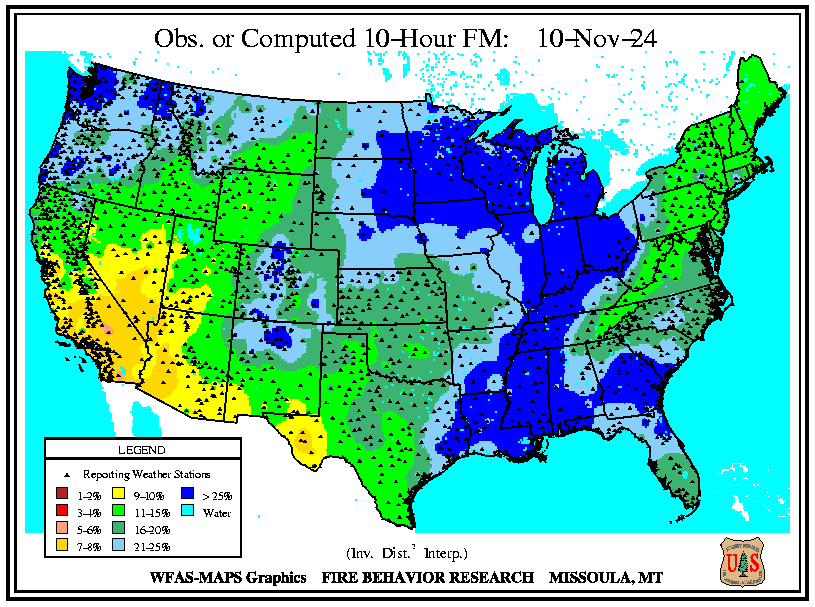 Obs. or Computed 10-Hour FM: 10-Nov-24
LEGEND
Reporting Weather Stations
1-2% 9-10% > 25%
3-4% 11-15% Water
5-6% 16-20%
7-8% 21-25%
(Inv. Dist.² Interp.)
WFAS-MAPS Graphics FIRE BEHAVIOR RESEARCH MISSOULA, MT
U S